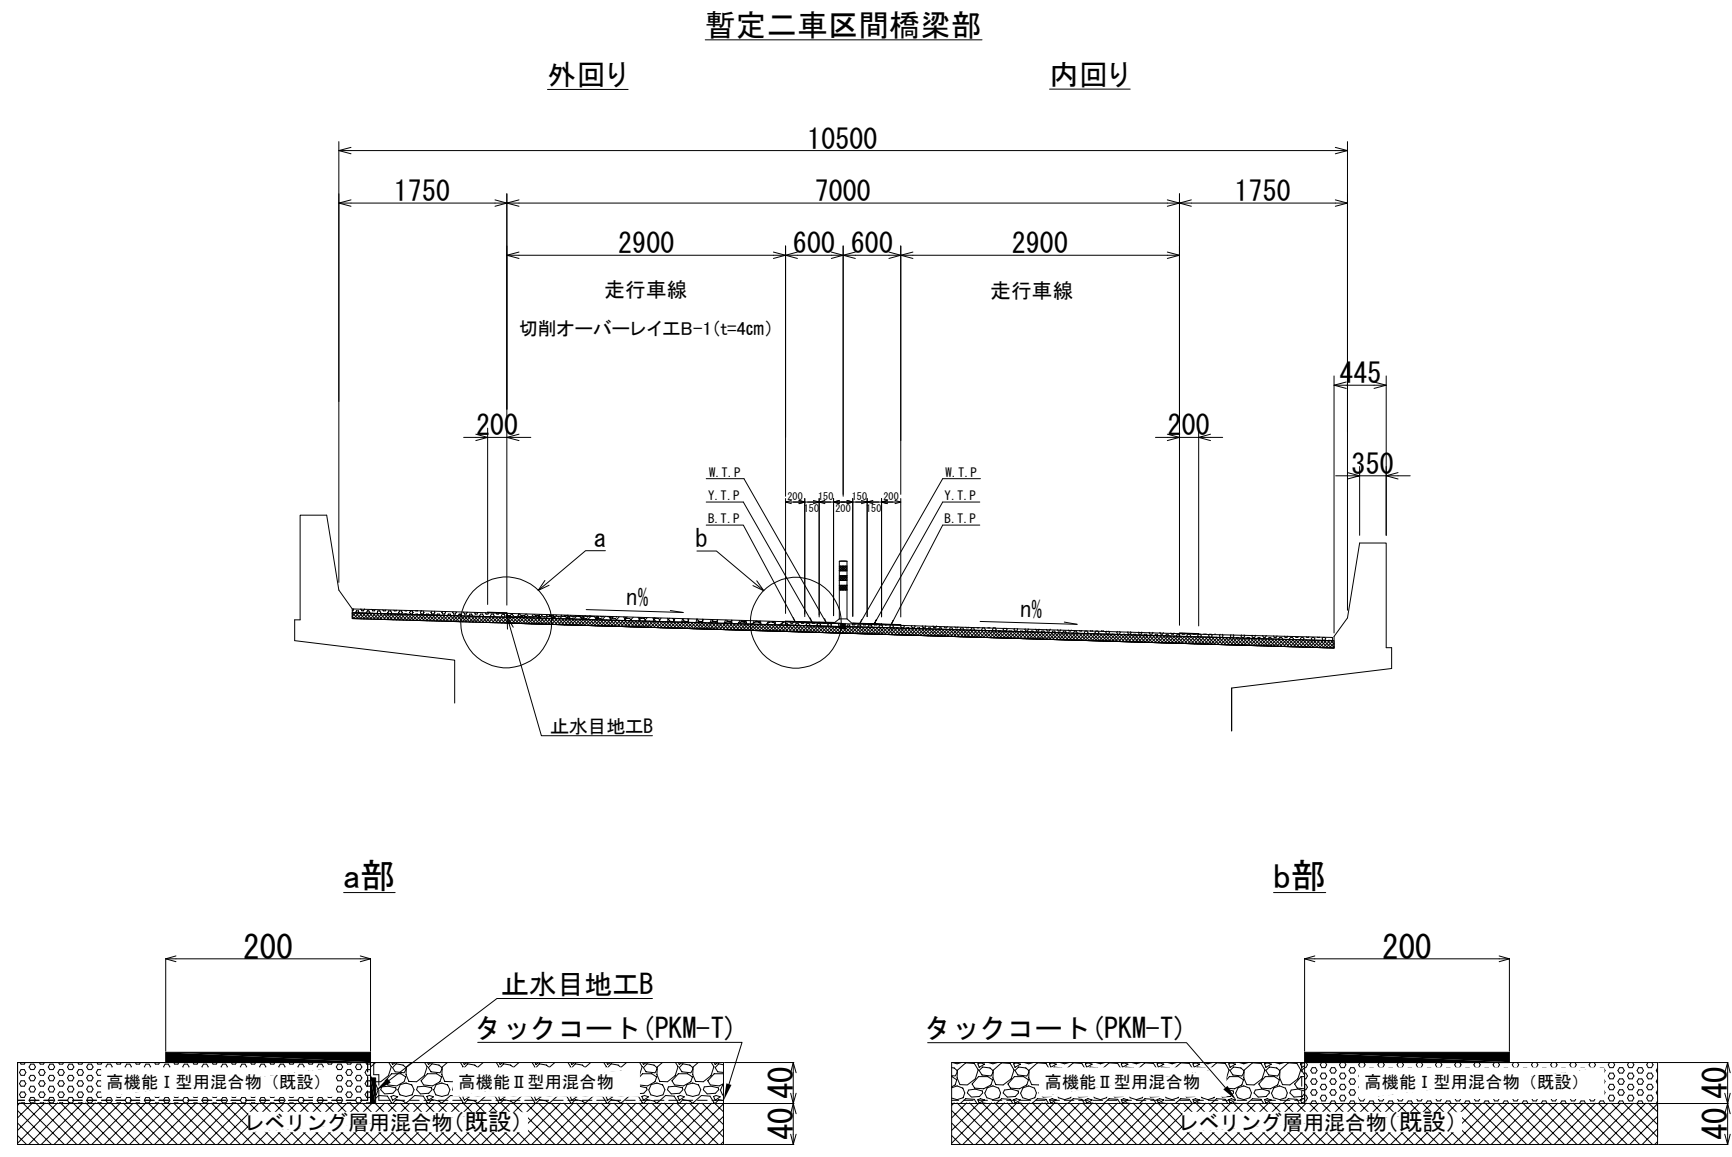 暫定二車区間橋梁部
外回り 内回り
10500
1750 7000 1750
2900 600 600 2900
走行車線 走行車線
切削オーバーレイ工B-1(t=4cm)
445
200 200
350
W.T.P W.T.P
200 150 150 200
Y.T.P Y.T.P
150 200 150
B.T.P B.T.P
a b
n% n%
止水目地工B
a部 b部
200 200
止水目地工B
タックコート(PKM-T) タックコート(PKM-T)
高機能Ⅰ型用混合物(既設) 高機能Ⅱ型用混合物 40 高機能Ⅱ型用混合物 高機能Ⅰ型用混合物(既設) 40
レベリング層用混合物(既設) 40 レベリング層用混合物(既設) 40